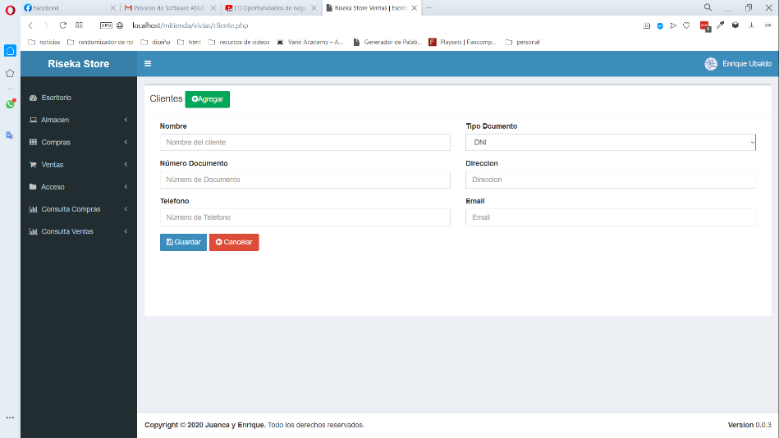 Facebook
M Proceso de Software ASUC
(1) Oportunidades de nego
Riseka Store Ventas | Escrit
VPN
localhost/mitienda/vistas/cliente.php
noticias
randomizador de rol
diseño
html
recursos de videos
Vanir Academy – A...
Generador de Palab...
Playsets | Fiascomp...
personal
Riseka Store
Enrique Ubaldo
Escritorio
Almacen
Compras
Ventas
Acceso
Consulta Compras
Consulta Ventas
Clientes
Agregar
Nombre
Tipo Dcumento
Nombre del cliente
DNI
Número Documento
Direccion
Número de Documento
Direccion
Telefono
Email
Número de Telefono
Email
Guardar
Cancelar
Copyright © 2020 Juanca y Enrique. Todo los derechos reservados.
Version 0.0.3